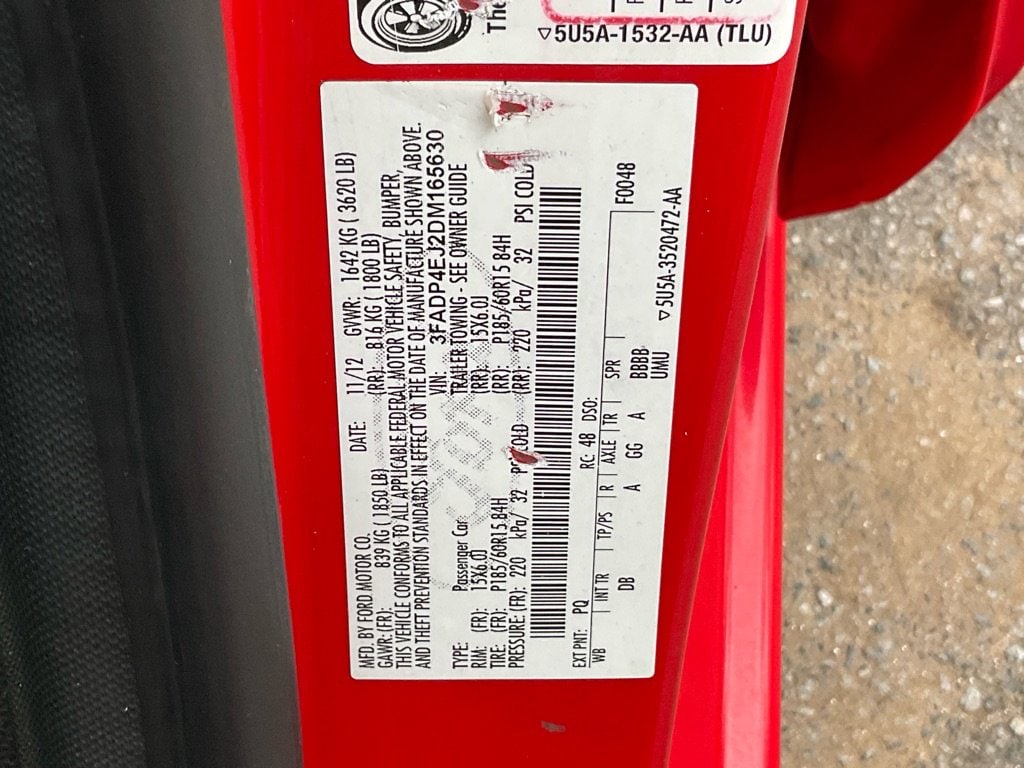 The
▽5U5A-1532-AA (TLU)
MFD. BY FORD MOTOR CO.
DATE: 11/12 GVWR: 1642 KG ( 3620 LB)
GAWR: (FR): 839 KG ( 1850 LB) (RR): 816 KG ( 1800 LB)
THIS VEHICLE CONFORMS TO ALL APPLICABLE FEDERAL MOTOR VEHICLE SAFETY, BUMPER,
AND THEFT PREVENTION STANDARDS IN EFFECT ON THE DATE OF MANUFACTURE SHOWN ABOVE.
VIN: 3FADP4EJ2DM165630
TYPE: Passenger Car TRAILER TOWING - SEE OWNER GUIDE
RIM: (FR): 15X6.0J (RR): 15X6.0J
TIRE: (FR): P185/60R15 84H (RR): P185/60R15 84H
PRESSURE: (FR): 220 kPa/ 32 PSI COLD (RR): 220 kPa/ 32 PSI COLD
EXT PNT: PQ RC: 48 DSO: F0048
WB INT TR TP/PS R AXLE TR SPR
DB A GG A BBBB
UMU
▽5U5A-3520472-AA